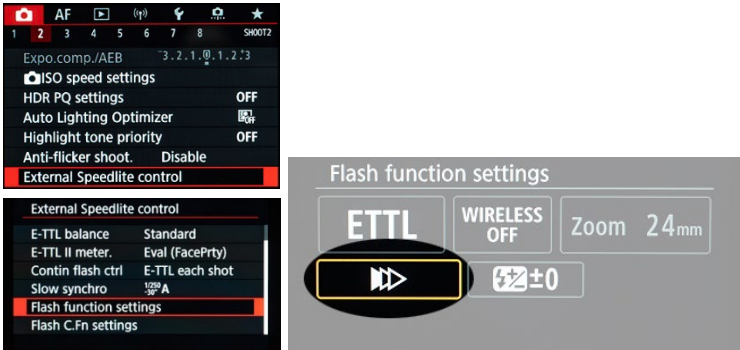 AF
1 2 3 4 5 6 7 8 SHOOT2
Expo.comp./AEB -3..2..1..0..1..2..+3
ISO speed settings
HDR PQ settings OFF
Auto Lighting Optimizer OFF
Highlight tone priority OFF
Anti-flicker shoot. Disable
External Speedlite control
External Speedlite control
E-TTL balance Standard
E-TTL II meter. Eval (FacePrty)
Contin flash ctrl E-TTL each shot
Slow synchro 1/250-30" A
Flash function settings
Flash C.Fn settings
Flash function settings
ETTL WIRELESS OFF Zoom 24mm
±0